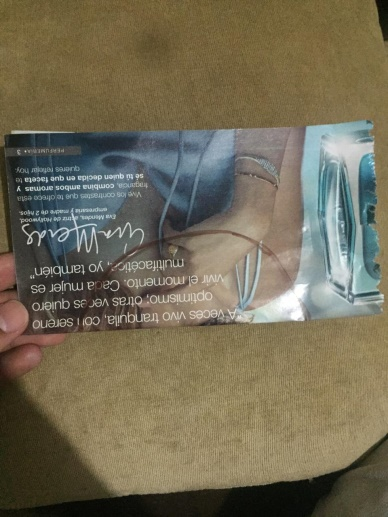 "A veces vivo tranquila, con sereno
optimismo, otras veces quiero
vivir el momento. Cada mujer es
multifacética, yo también".
Eva Mendes
Eva Mendes, actriz de Hollywood,
empresaria y madre de 2 hijos.
Vive los contrastes que te ofrece esta
fragancia, combina ambos aromas y
sé tú quien decida en qué faceta te
quieres reflejar hoy.
PERFUMERÍA • 3